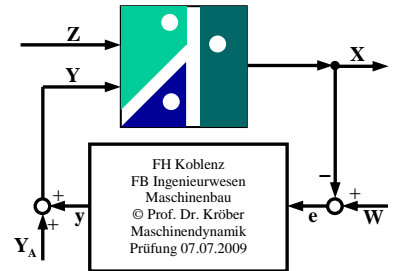 Z
X
Y
FH Koblenz
FB Ingenieurwesen
Maschinenbau
© Prof. Dr. Kröber
Maschinendynamik
Prüfung 07.07.2009
+
y
+
Y_A
−
+
e
W